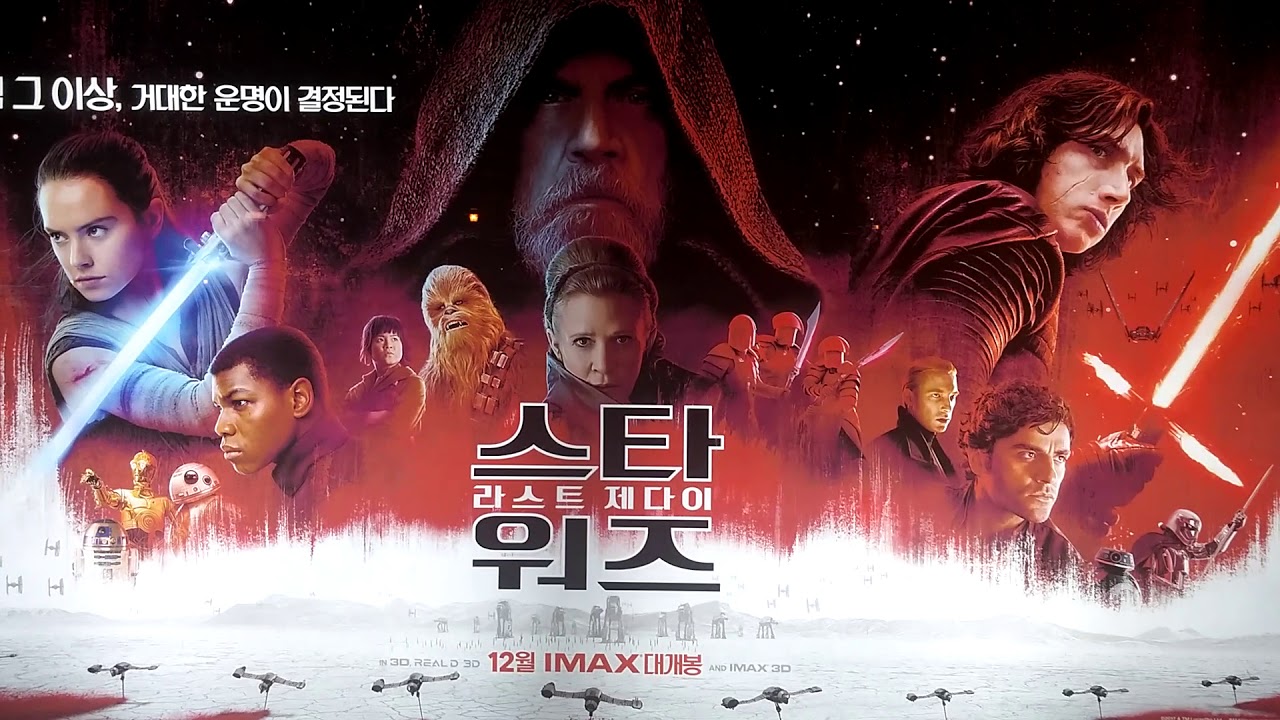 그 이상, 거대한 운명이 결정된다
스타
라스트 제다이
워즈
IN 3D, REAL D 3D 12월 IMAX 대개봉 AND IMAX 3D